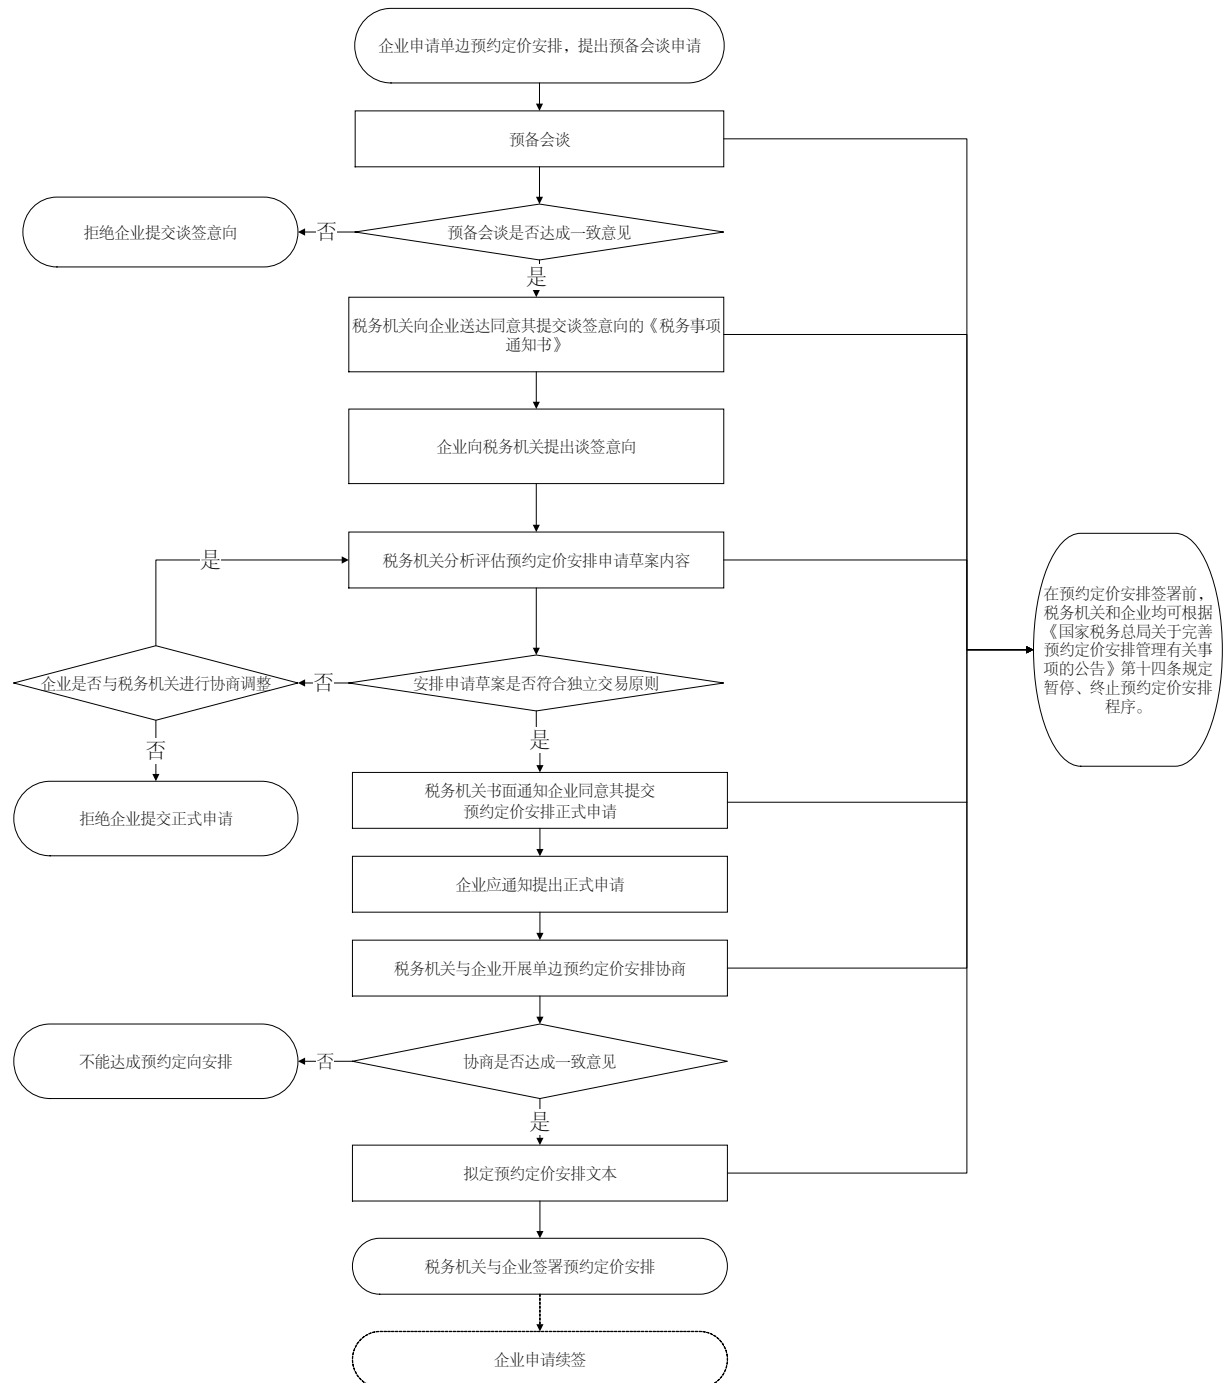 企业申请单边预约定价安排，提出预备会谈申请
预备会谈
拒绝企业提交谈签意向
否
预备会谈是否达成一致意见
是
税务机关向企业送达同意其提交谈签意向的《税务事项
通知书》
企业向税务机关提出谈签意向
是
税务机关分析评估预约定价安排申请草案内容
在预约定价安排签署前，
税务机关和企业均可根据
《国家税务总局关于完善
预约定价安排管理有关事
项的公告》第十四条规定
暂停、终止预约定价安排
程序。
企业是否与税务机关进行协商调整
否
安排申请草案是否符合独立交易原则
否
是
拒绝企业提交正式申请
税务机关书面通知企业同意其提交
预约定价安排正式申请
企业应通知提出正式申请
税务机关与企业开展单边预约定价安排协商
不能达成预约定向安排
否
协商是否达成一致意见
是
拟定预约定价安排文本
税务机关与企业签署预约定价安排
企业申请续签